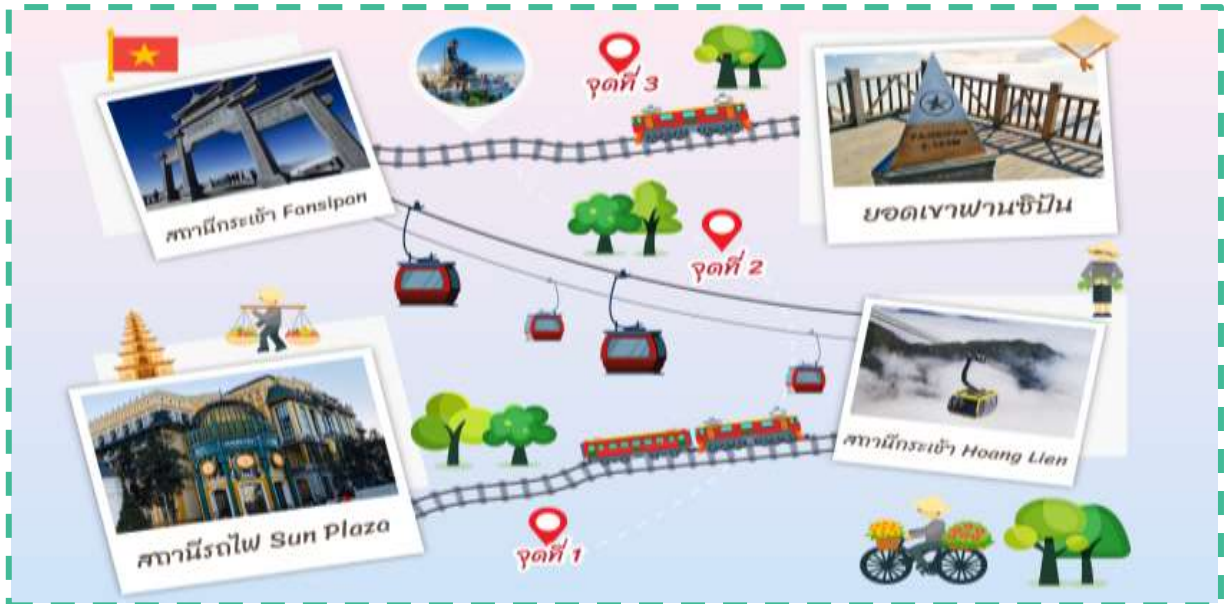 จุดที่ 3
สถานีกระเช้า Fansipan
FANSIPAN
3.143M
ยอดเขาฟานซิปัน
จุดที่ 2
สถานีรถไฟ Sun Plaza
สถานีกระเช้า Hoang Lien
จุดที่ 1